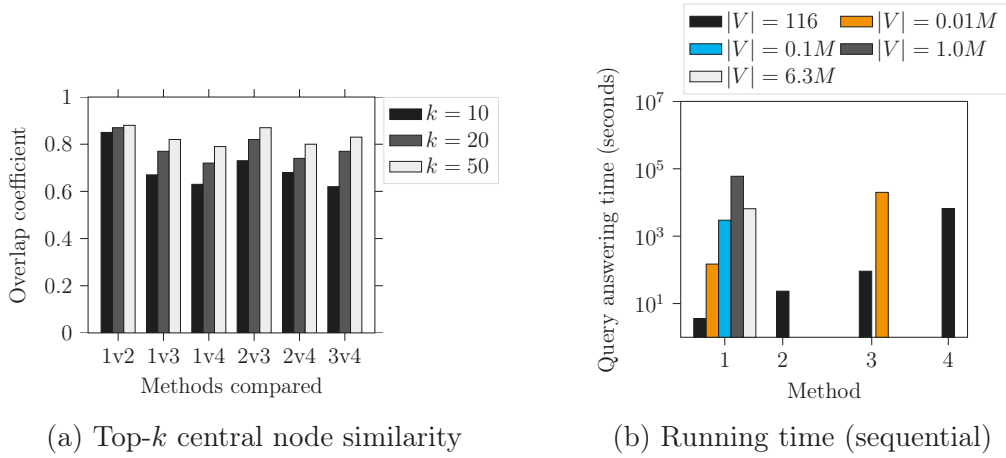 |V| = 116
|V| = 0.01M
|V| = 0.1M
|V| = 1.0M
|V| = 6.3M
1
0.8
0.6
0.4
0.2
0
Overlap coefficient
k = 10
k = 20
k = 50
1v2 1v3 1v4 2v3 2v4 3v4
Methods compared
(a) Top-k central node similarity
10^7
10^5
10^3
10^1
Query answering time (seconds)
1 2 3 4
Method
(b) Running time (sequential)